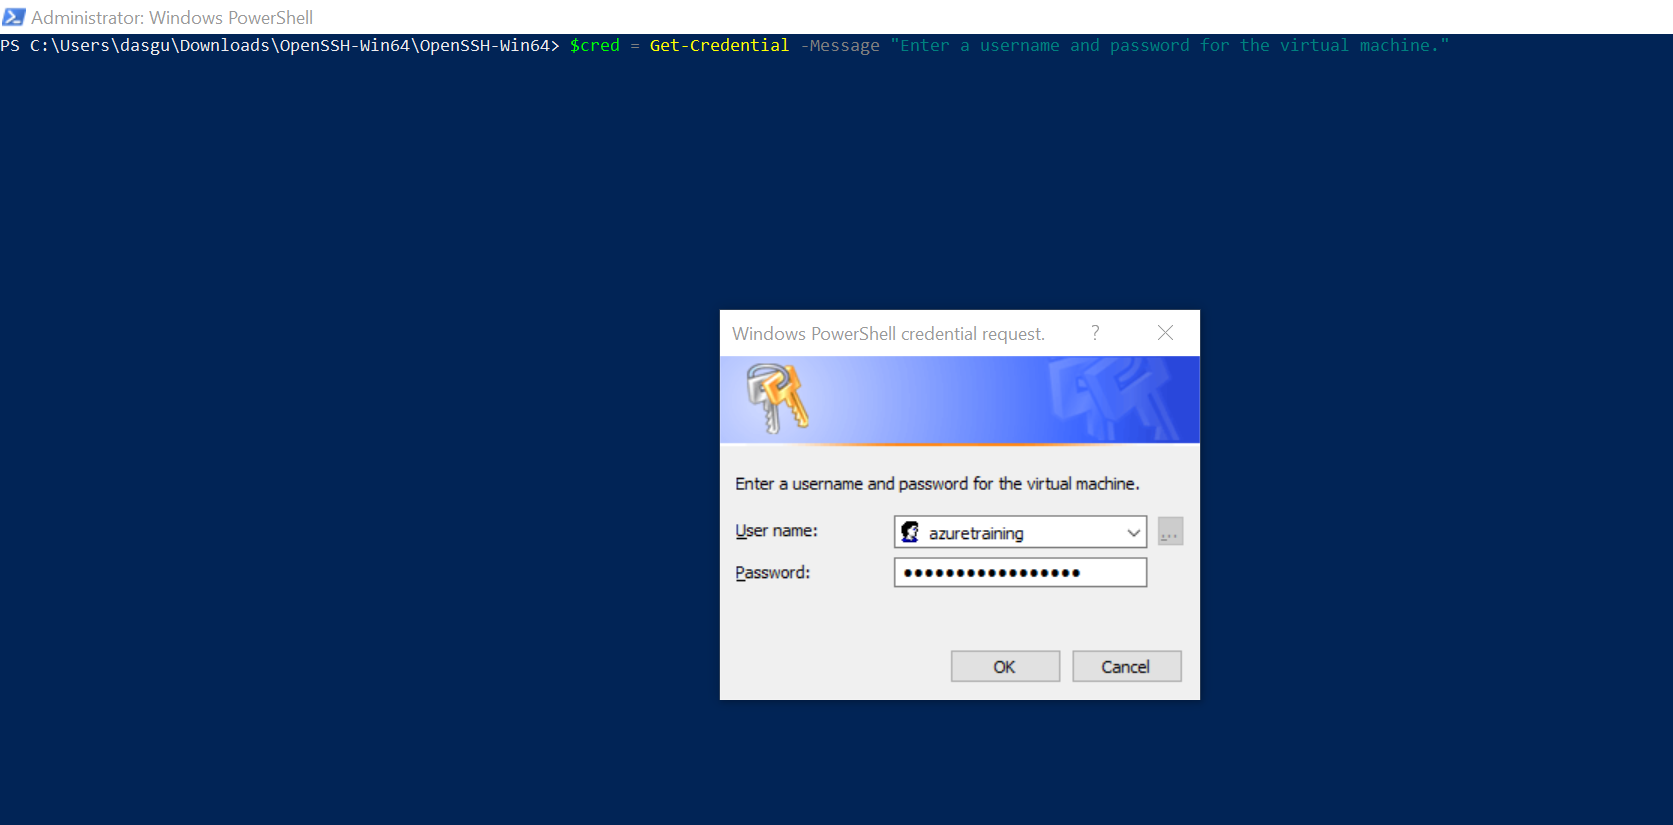 Administrator: Windows PowerShell
PS C:\Users\dasgu\Downloads\OpenSSH-Win64\OpenSSH-Win64> $cred = Get-Credential -Message "Enter a username and password for the virtual machine."
Windows PowerShell credential request.
?
Enter a username and password for the virtual machine.
User name: azuretraining ...
Password: •••••••••••••••••
OK Cancel